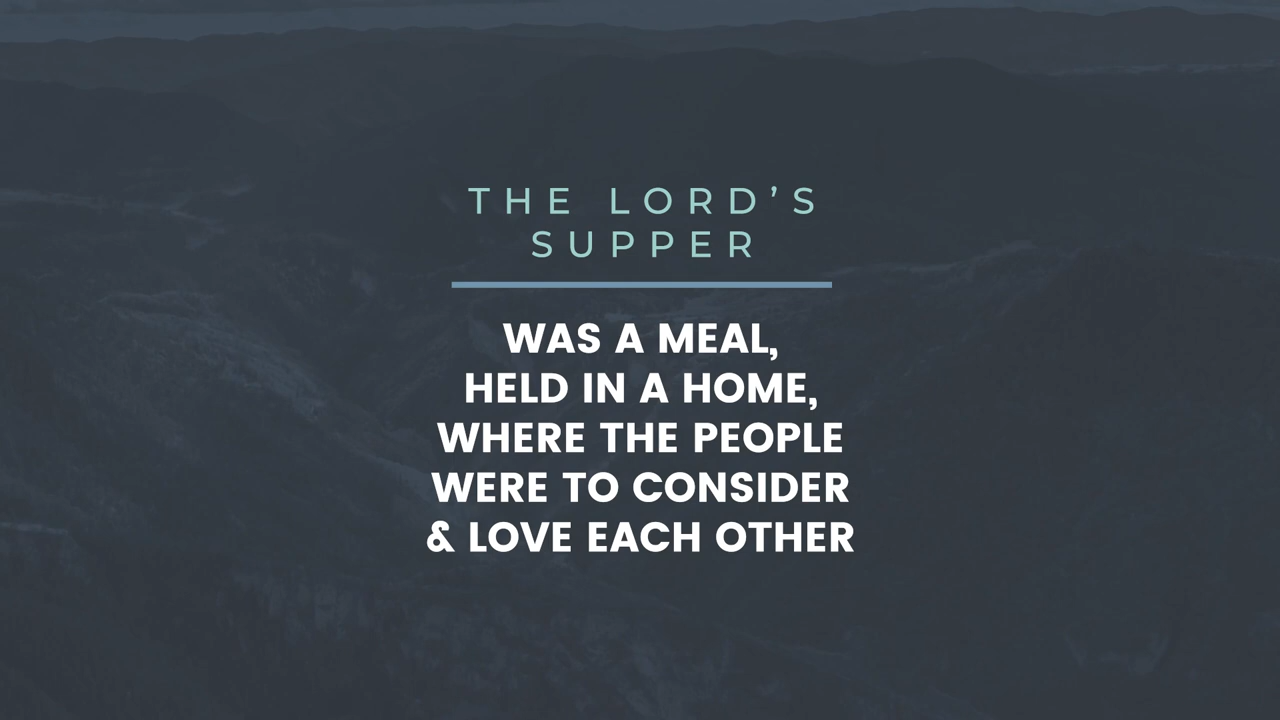 THE LORD’S
SUPPER
WAS A MEAL,
HELD IN A HOME,
WHERE THE PEOPLE
WERE TO CONSIDER
& LOVE EACH OTHER